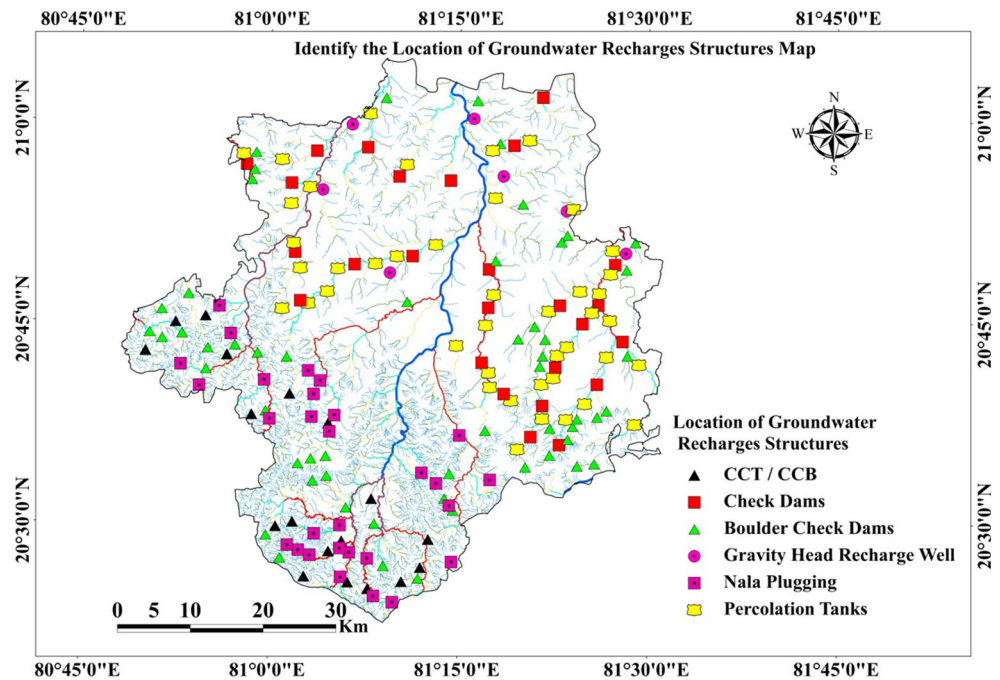 80°45'0"E 81°0'0"E 81°15'0"E 81°30'0"E 81°45'0"E
Identify the Location of Groundwater Recharges Structures Map
21°0'0"N
20°45'0"N
20°30'0"N
N
W E
S
21°0'0"N
20°45'0"N
20°30'0"N
Location of Groundwater
Recharges Structures
CCT / CCB
Check Dams
Boulder Check Dams
Gravity Head Recharge Well
Nala Plugging
Percolation Tanks
0 5 10 20 30
Km
80°45'0"E 81°0'0"E 81°15'0"E 81°30'0"E 81°45'0"E